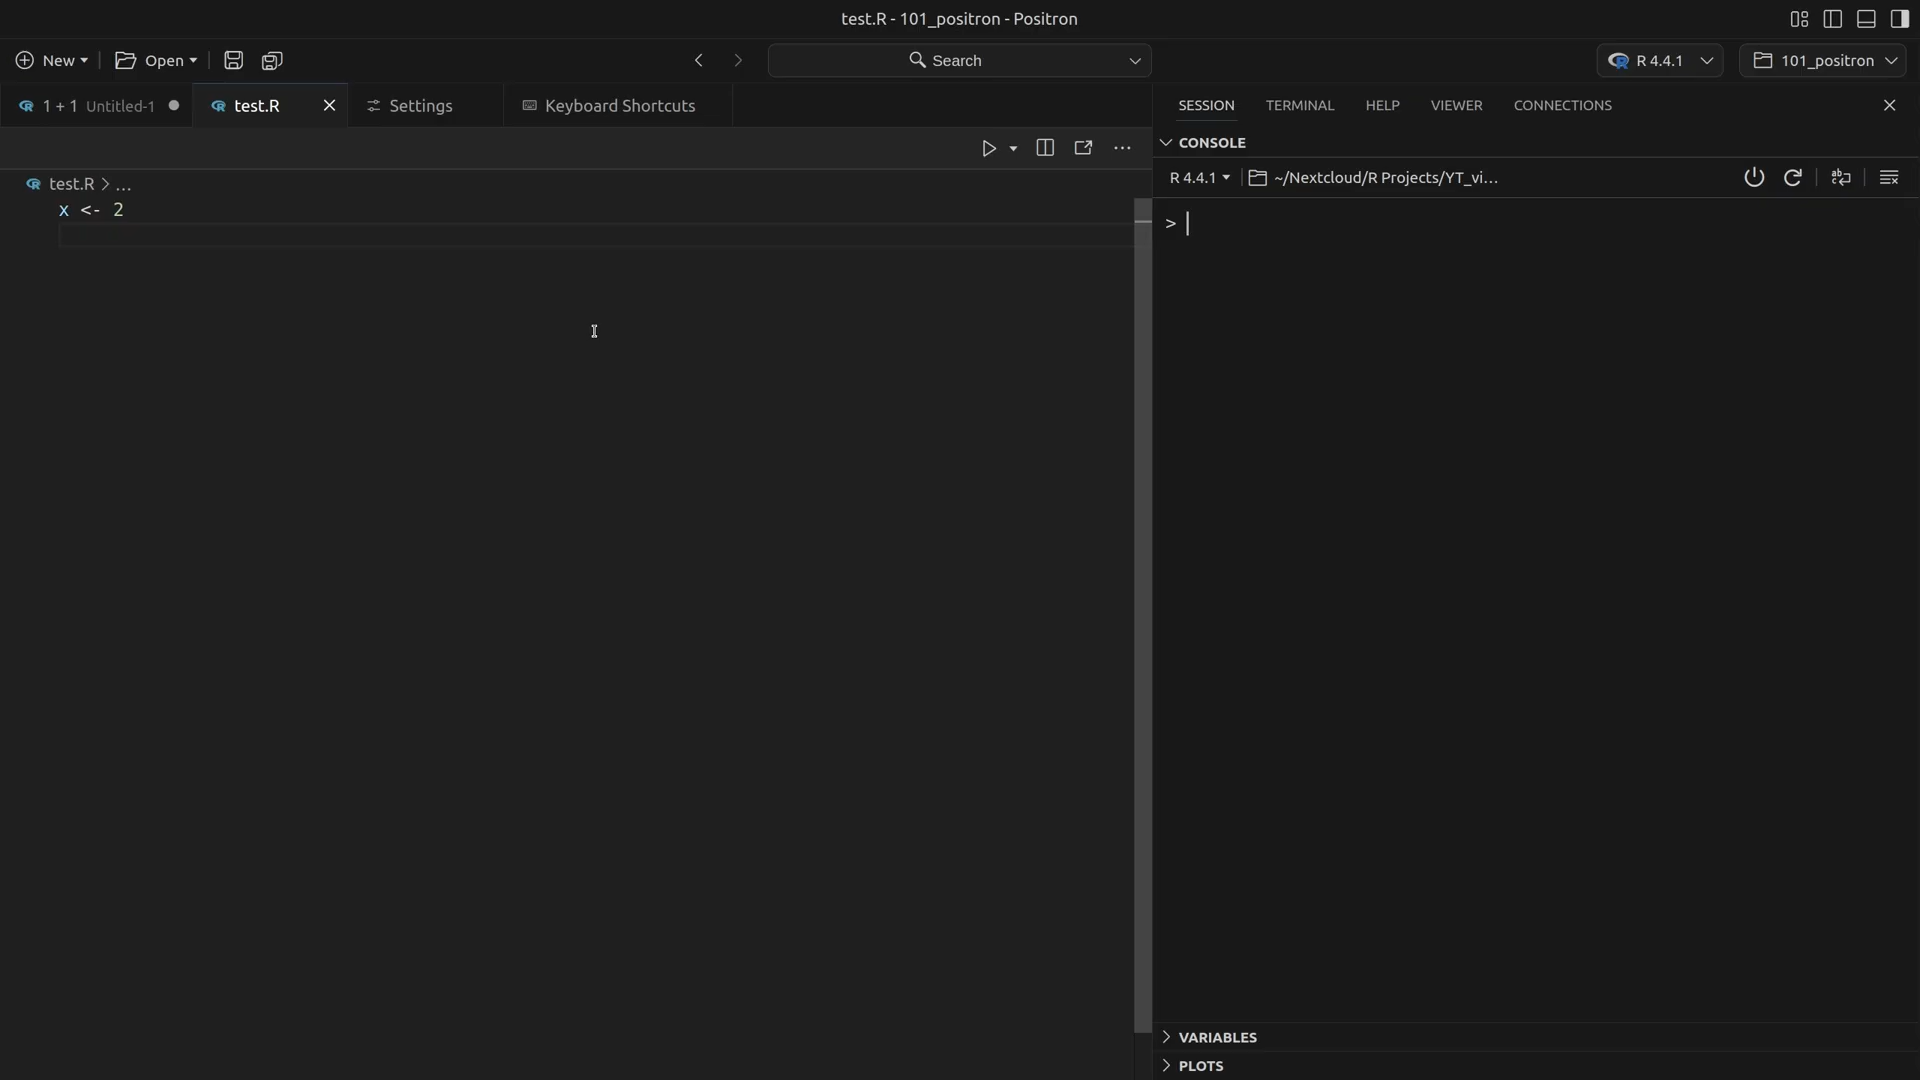 test.R - 101_positron - Positron
New
Open
Search
R 4.4.1
101_positron
1 + 1 Untitled-1
test.R
Settings
Keyboard Shortcuts
SESSION
TERMINAL
HELP
VIEWER
CONNECTIONS
CONSOLE
test.R > ...
R 4.4.1
~/Nextcloud/R Projects/YT_vi...
x <- 2
>
VARIABLES
PLOTS